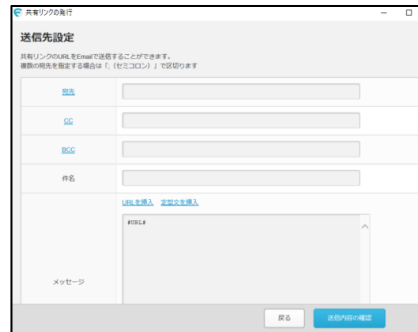 共有リンクの発行
送信先設定
共有リンクのURLをEmailで送信することができます。
複数の宛先を指定する場合は「;（セミコロン）」で区切ります
宛先
CC
BCC
件名
URLを挿入 定型文を挿入
#URL#
メッセージ
戻る 送信内容の確認